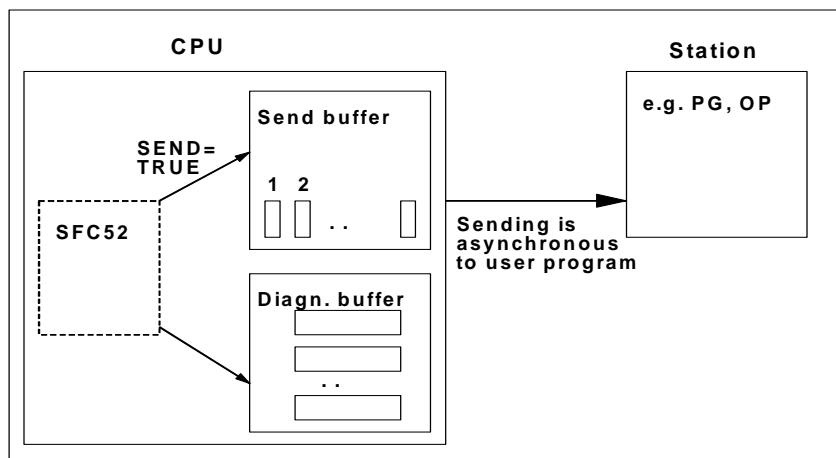 CPU
Station
Send buffer
e.g. PG, OP
SEND=
TRUE
1 2
. .
SFC52
Sending is
asynchronous
to user program
Diagn. buffer
. .